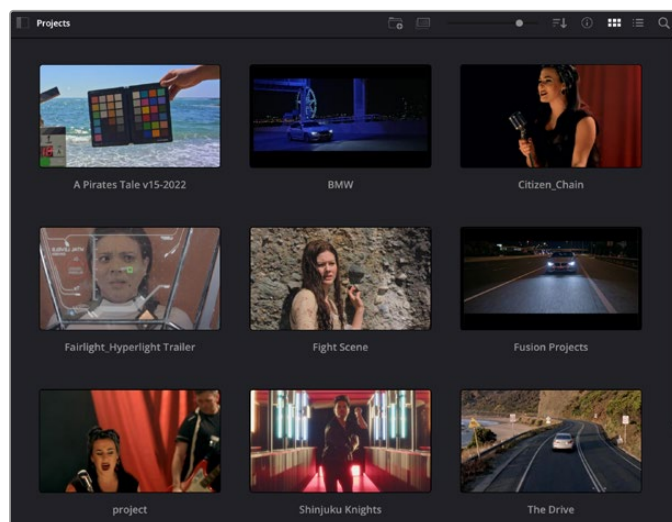 Projects
A Pirates Tale v15-2022
BMW
Citizen_Chain
Fairlight_Hyperlight Trailer
Fight Scene
Fusion Projects
project
Shinjuku Knights
The Drive